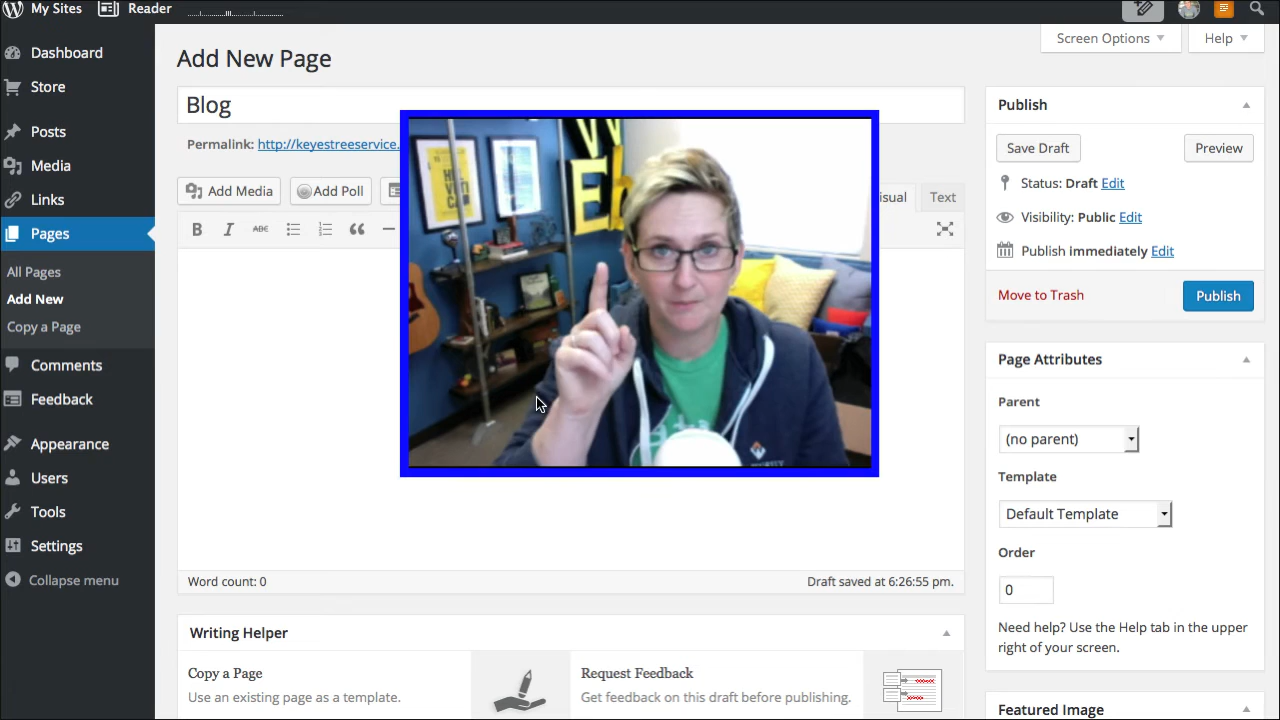 My Sites Reader
Dashboard
Store
Posts
Media
Links
Pages
All Pages
Add New
Copy a Page
Comments
Feedback
Appearance
Users
Tools
Settings
Collapse menu
Screen Options Help
Add New Page
Blog
Permalink: http://keyestreeservice.
Add Media Add Poll
isual Text
B I ABC
Word count: 0 Draft saved at 6:26:55 pm.
Writing Helper
Copy a Page
an existing page as a template.
Request Feedback
Get feedback on this draft before publishing.
Publish
Save Draft Preview
Status: Draft Edit
Visibility: Public Edit
Publish immediately Edit
Move to Trash Publish
Page Attributes
Parent
(no parent)
Template
Default Template
Order
0
Need help? Use the Help tab in the upper
right of your screen.
Featured Image